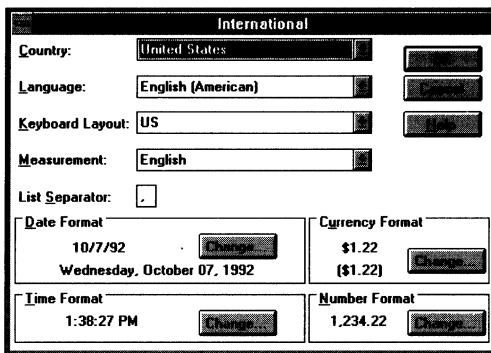 International
Country: United States
Language: English (American) Cancel
Keyboard Layout: US Help
Measurement: English
List Separator: ,
Date Format
10/7/92 Change...
Wednesday, October 07, 1992
Currency Format
$1.22
($1.22) Change...
Time Format
1:38:27 PM Change...
Number Format
1,234.22 Change...